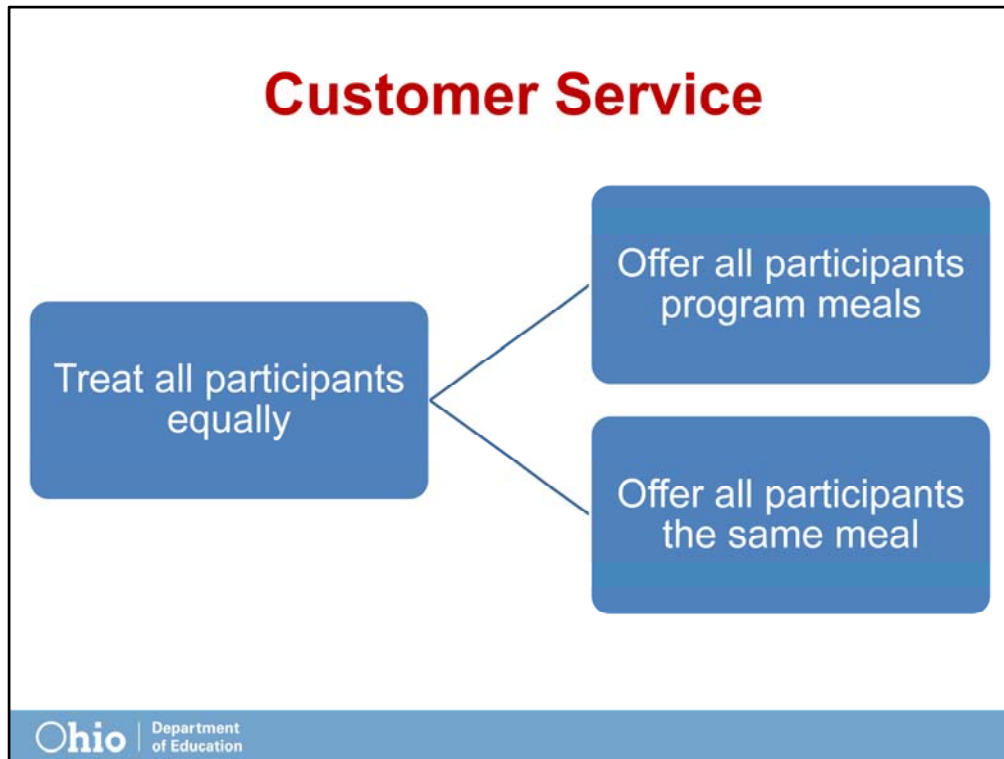 Customer Service
Treat all participants
equally
Offer all participants
program meals
Offer all participants
the same meal
Ohio
Department
of Education